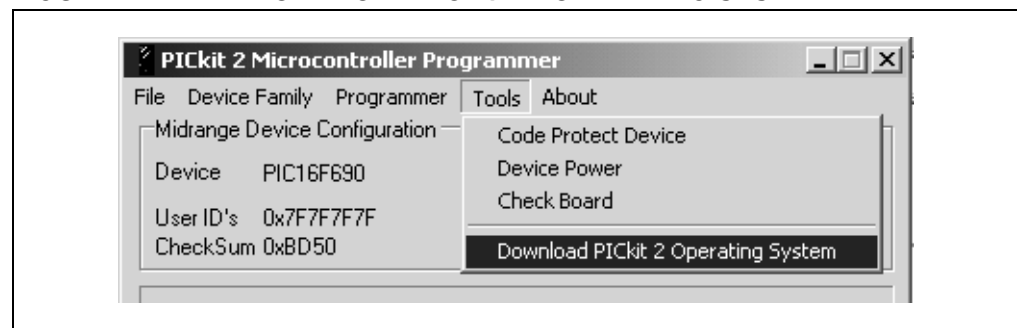 PICkit 2 Microcontroller Programmer
File Device Family Programmer Tools About
Midrange Device Configuration
Code Protect Device
Device PIC16F690
Device Power
Check Board
User ID's 0x7F7F7F7F
CheckSum 0xBD50
Download PICkit 2 Operating System